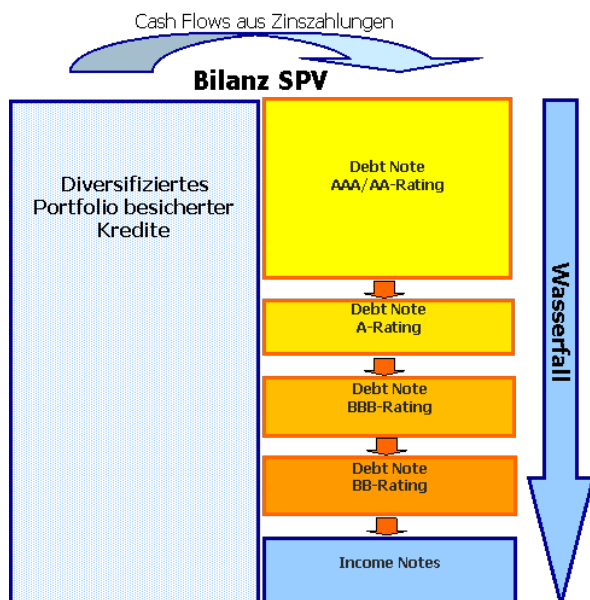 Cash Flows aus Zinszahlungen
Bilanz SPV
Diversifiziertes
Portfolio besicherter
Kredite
Debt Note
AAA/AA-Rating
Debt Note
A-Rating
Debt Note
BBB-Rating
Debt Note
BB-Rating
Income Notes
Wasserfall